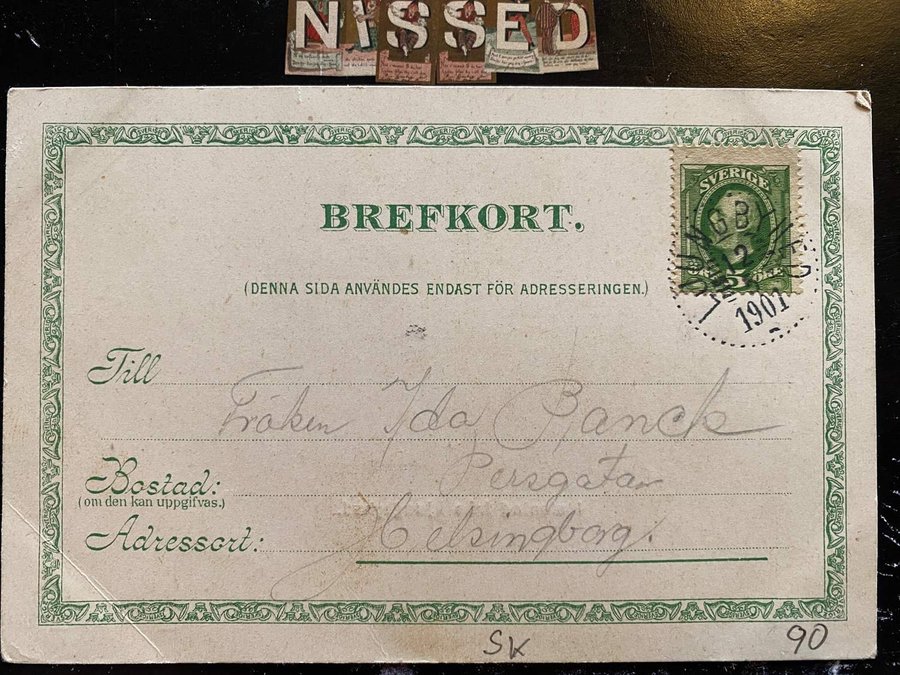 NISSED
BREFKORT.
SVERIGE
(DENNA SIDA ANVÄNDES ENDAST FÖR ADRESSERINGEN.)
1901
Till
Fröken Ida Banck
Bostad:
Persgatan
(om den kan uppgifvas.)
Adressort:
Helsingborg.
SK
90